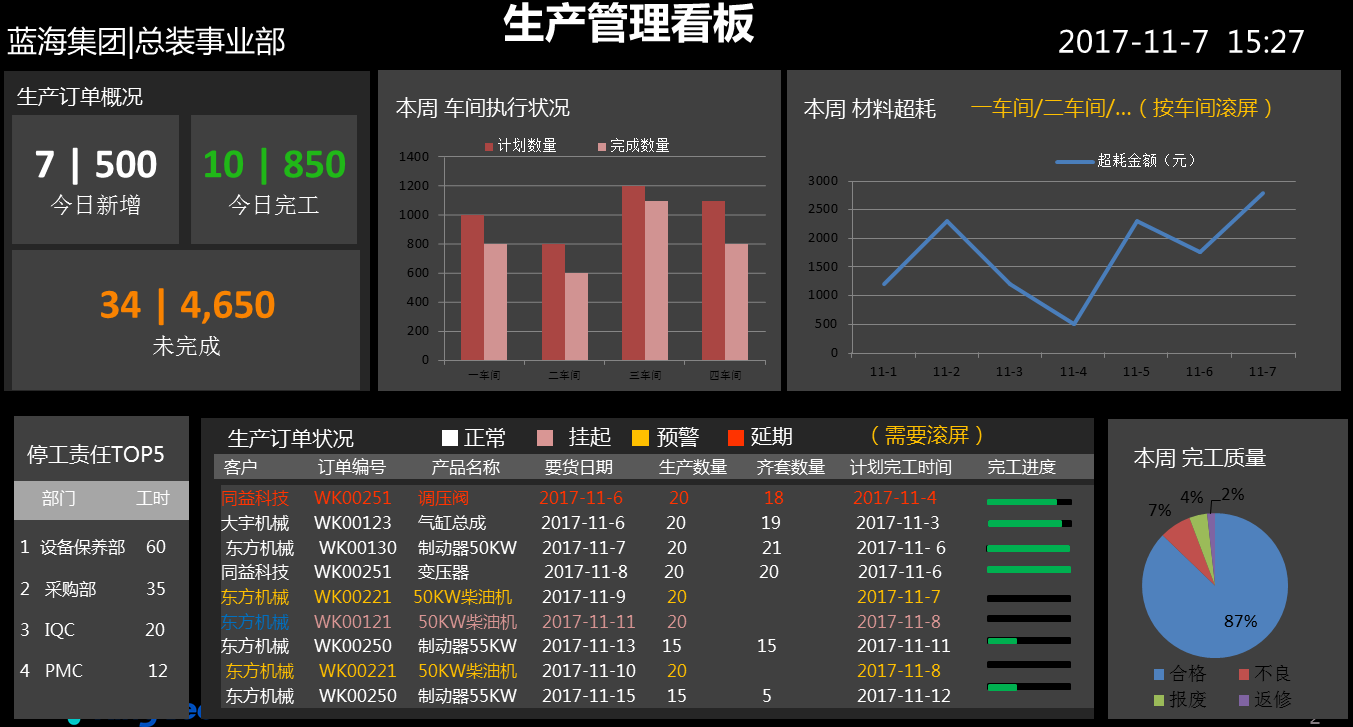 生产管理看板
蓝海集团|总装事业部
2017-11-7 15:27
生产订单概况
7 | 500
今日新增
10 | 850
今日完工
34 | 4,650
未完成
本周 车间执行状况
计划数量 完成数量
1400
1200
1000
800
600
400
200
0
一车间 二车间 三车间 四车间
本周 材料超耗 一车间/二车间/...（按车间滚屏）
超耗金额（元）
3000
2500
2000
1500
1000
500
0
11-1 11-2 11-3 11-4 11-5 11-6 11-7
停工责任TOP5
部门 工时
1 设备保养部 60
2 采购部 35
3 IQC 20
4 PMC 12
生产订单状况 正常 挂起 预警 延期 （需要滚屏）
客户 订单编号 产品名称 要货日期 生产数量 齐套数量 计划完工时间 完工进度
同益科技 WK00251 调压阀 2017-11-6 20 18 2017-11-4
大宇机械 WK00123 气缸总成 2017-11-6 20 19 2017-11-3
东方机械 WK00130 制动器50KW 2017-11-7 20 21 2017-11- 6
同益科技 WK00251 变压器 2017-11-8 20 20 2017-11-6
东方机械 WK00221 50KW柴油机 2017-11-9 20 2017-11-7
东方机械 WK00121 50KW柴油机 2017-11-11 20 2017-11-8
东方机械 WK00250 制动器55KW 2017-11-13 15 15 2017-11-11
东方机械 WK00221 50KW柴油机 2017-11-10 20 2017-11-8
东方机械 WK00250 制动器55KW 2017-11-15 15 5 2017-11-12
本周 完工质量
2%
4%
7%
87%
合格 不良
报废 返修
2